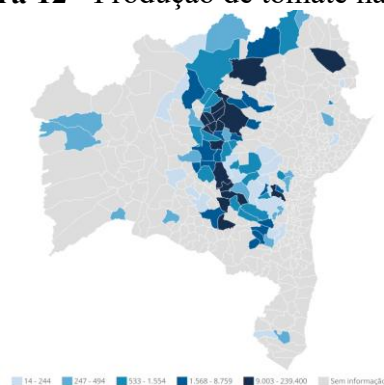 12 - Produção de tomate na
14 - 244 247 - 494 533 - 1.554 1.568 - 8.759 9.003 - 239.400 Sem informação